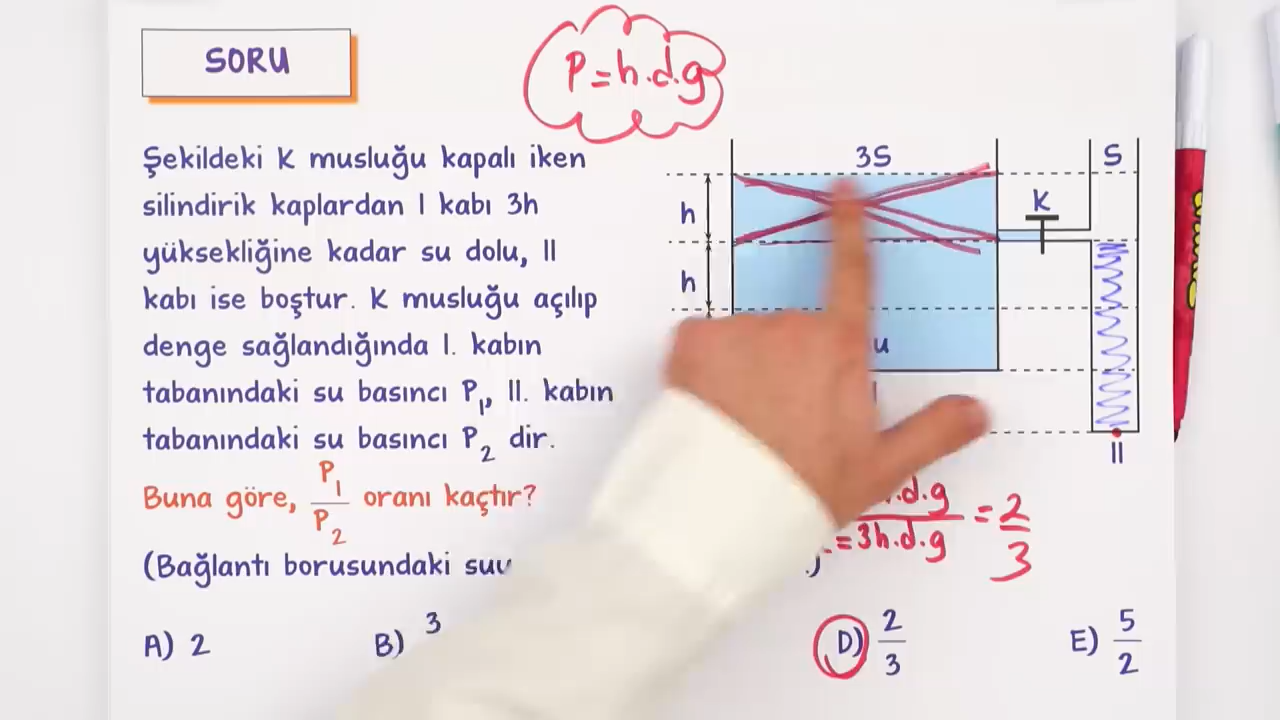 SORU
P=h.d.g
Şekildeki K musluğu kapalı iken
silindirik kaplardan I kabı 3h
yüksekliğine kadar su dolu, II
kabı ise boştur. K musluğu açılıp
denge sağlandığında I. kabın
tabanındaki su basıncı P1, II. kabın
tabanındaki su basıncı P2 dir.
Buna göre, P1/P2 oranı kaçtır?
(Bağlantı borusundaki
3S
S
K
h
h
I
II
h.d.g
=3h.d.g
=2/3
A) 2
B) 3
D) 2/3
E) 5/2